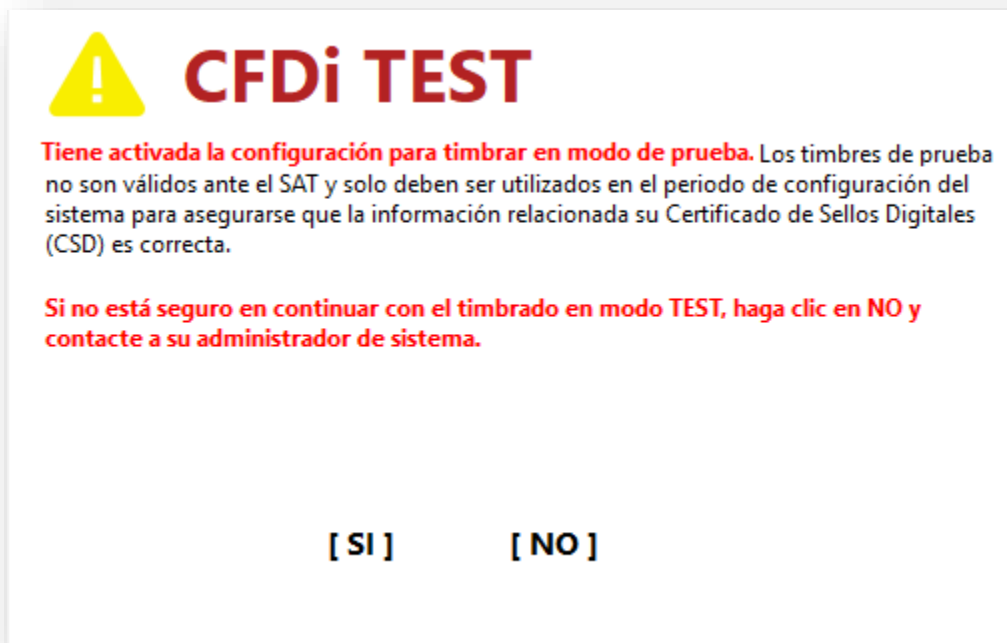 CFDi TEST
Tiene activada la configuración para timbrar en modo de prueba. Los timbres de prueba
no son válidos ante el SAT y solo deben ser utilizados en el periodo de configuración del
sistema para asegurarse que la información relacionada su Certificado de Sellos Digitales
(CSD) es correcta.
Si no está seguro en continuar con el timbrado en modo TEST, haga clic en NO y
contacte a su administrador de sistema.
[ SI ] [ NO ]